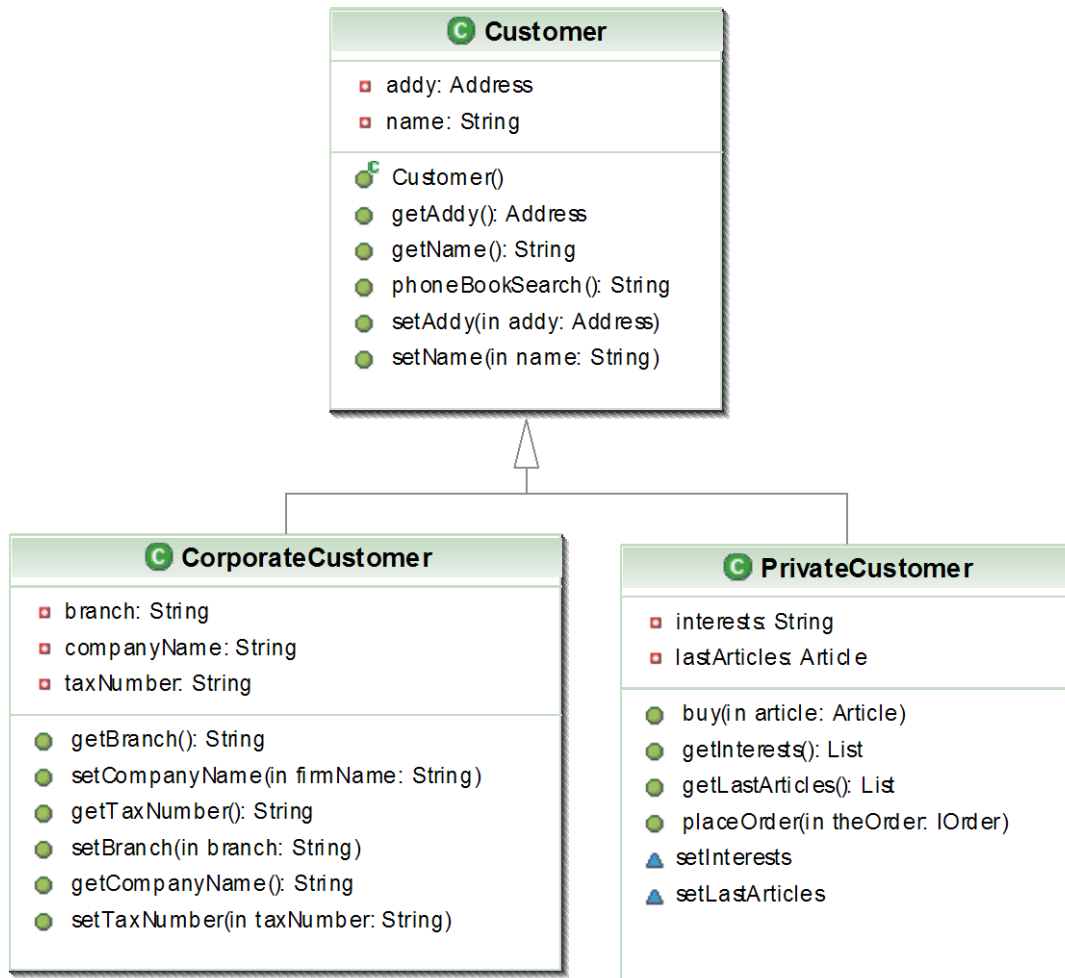 C Customer
addy: Address
name: String
C Customer()
getAddy(): Address
getName(): String
phoneBookSearch(): String
setAddy(in addy: Address)
setName(in name: String)
C CorporateCustomer
branch: String
companyName: String
taxNumber: String
getBranch(): String
setCompanyName(in firmName: String)
getTaxNumber(): String
setBranch(in branch: String)
getCompanyName(): String
setTaxNumber(in taxNumber: String)
C PrivateCustomer
interests: String
lastArticles: Article
buy(in article: Article)
getInterests(): List
getLastArticles(): List
placeOrder(in theOrder: IOrder)
setInterests
setLastArticles